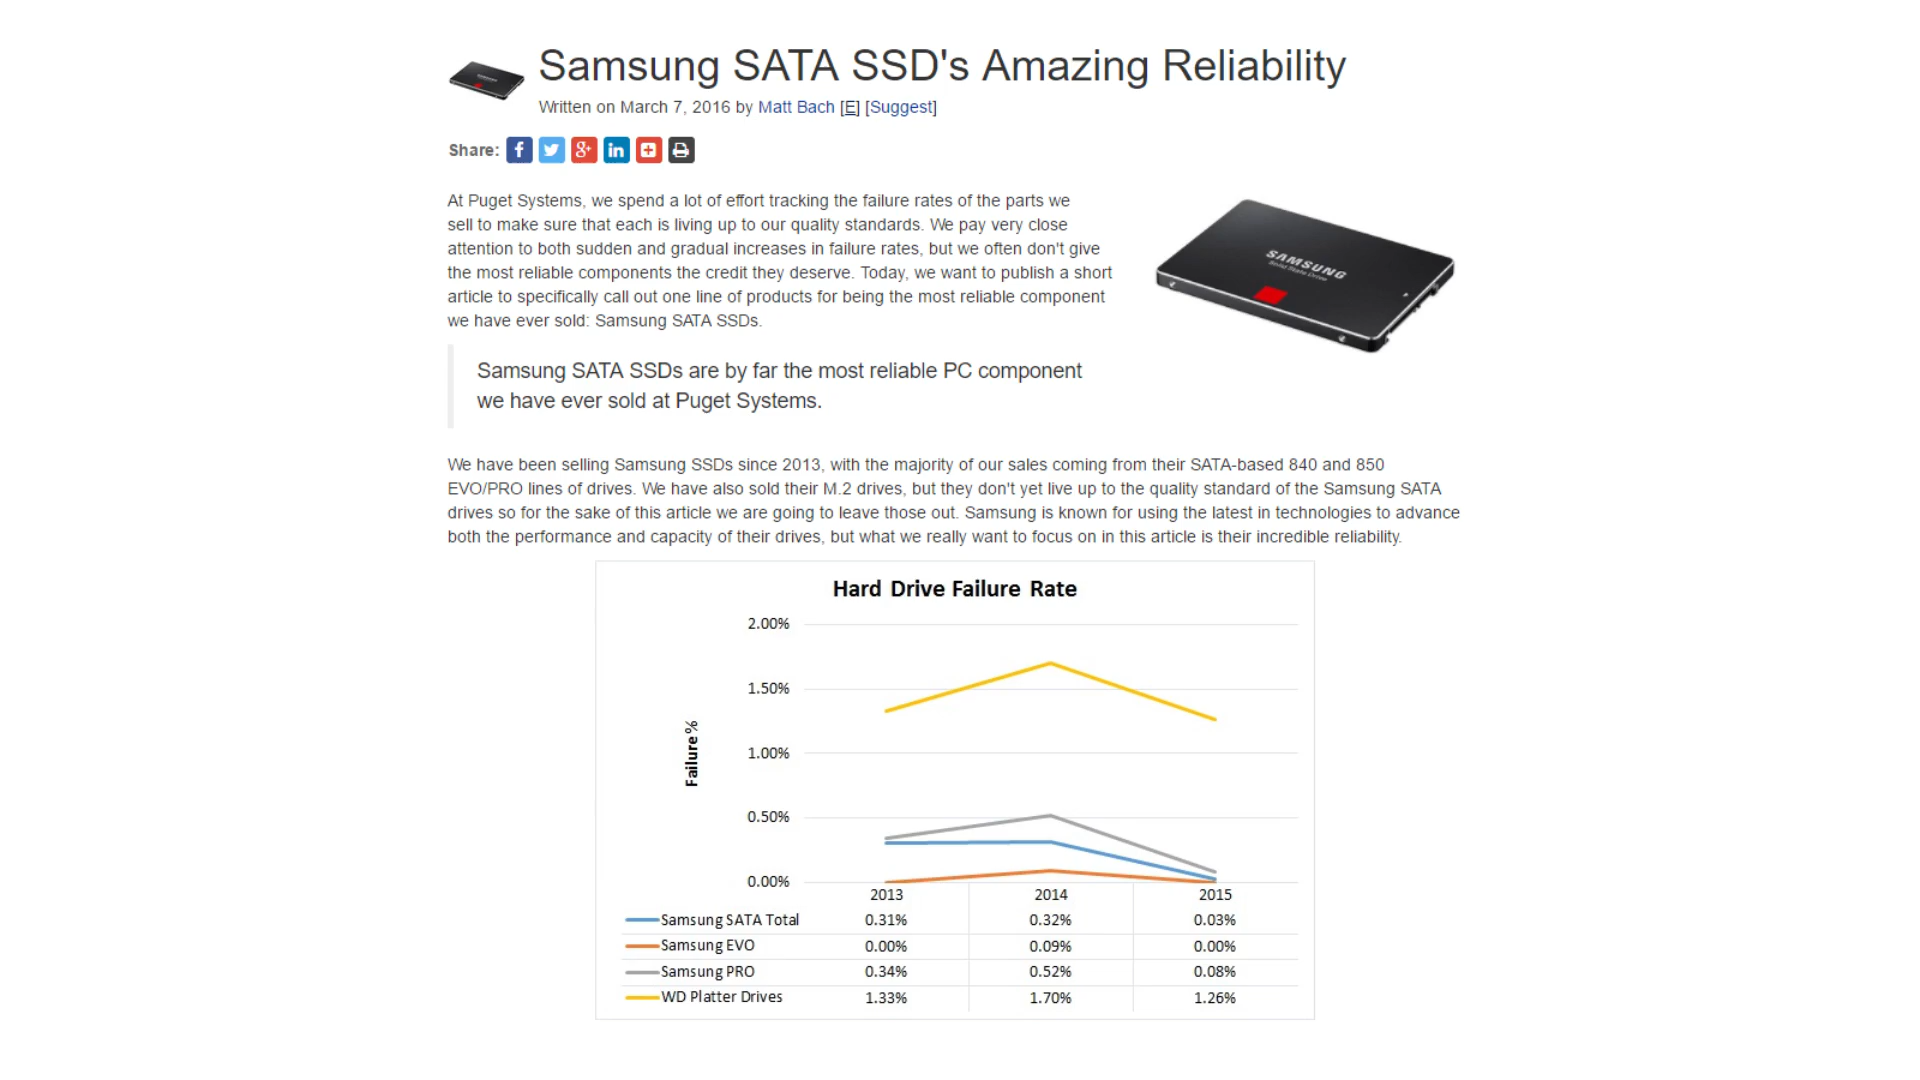 Samsung SATA SSD's Amazing Reliability
Written on March 7, 2016 by Matt Bach [E] [Suggest]
Share:
At Puget Systems, we spend a lot of effort tracking the failure rates of the parts we
sell to make sure that each is living up to our quality standards. We pay very close
attention to both sudden and gradual increases in failure rates, but we often don't give
the most reliable components the credit they deserve. Today, we want to publish a short
article to specifically call out one line of products for being the most reliable component
we have ever sold: Samsung SATA SSDs.
SAMSUNG
Solid State Drive
Samsung SATA SSDs are by far the most reliable PC component
we have ever sold at Puget Systems.
We have been selling Samsung SSDs since 2013, with the majority of our sales coming from their SATA-based 840 and 850
EVO/PRO lines of drives. We have also sold their M.2 drives, but they don't yet live up to the quality standard of the Samsung SATA
drives so for the sake of this article we are going to leave those out. Samsung is known for using the latest in technologies to advance
both the performance and capacity of their drives, but what we really want to focus on in this article is their incredible reliability.
Hard Drive Failure Rate
2.00%
1.50%
1.00%
0.50%
0.00%
Failure %
2013 2014 2015
Samsung SATA Total 0.31% 0.32% 0.03%
Samsung EVO 0.00% 0.09% 0.00%
Samsung PRO 0.34% 0.52% 0.08%
WD Platter Drives 1.33% 1.70% 1.26%